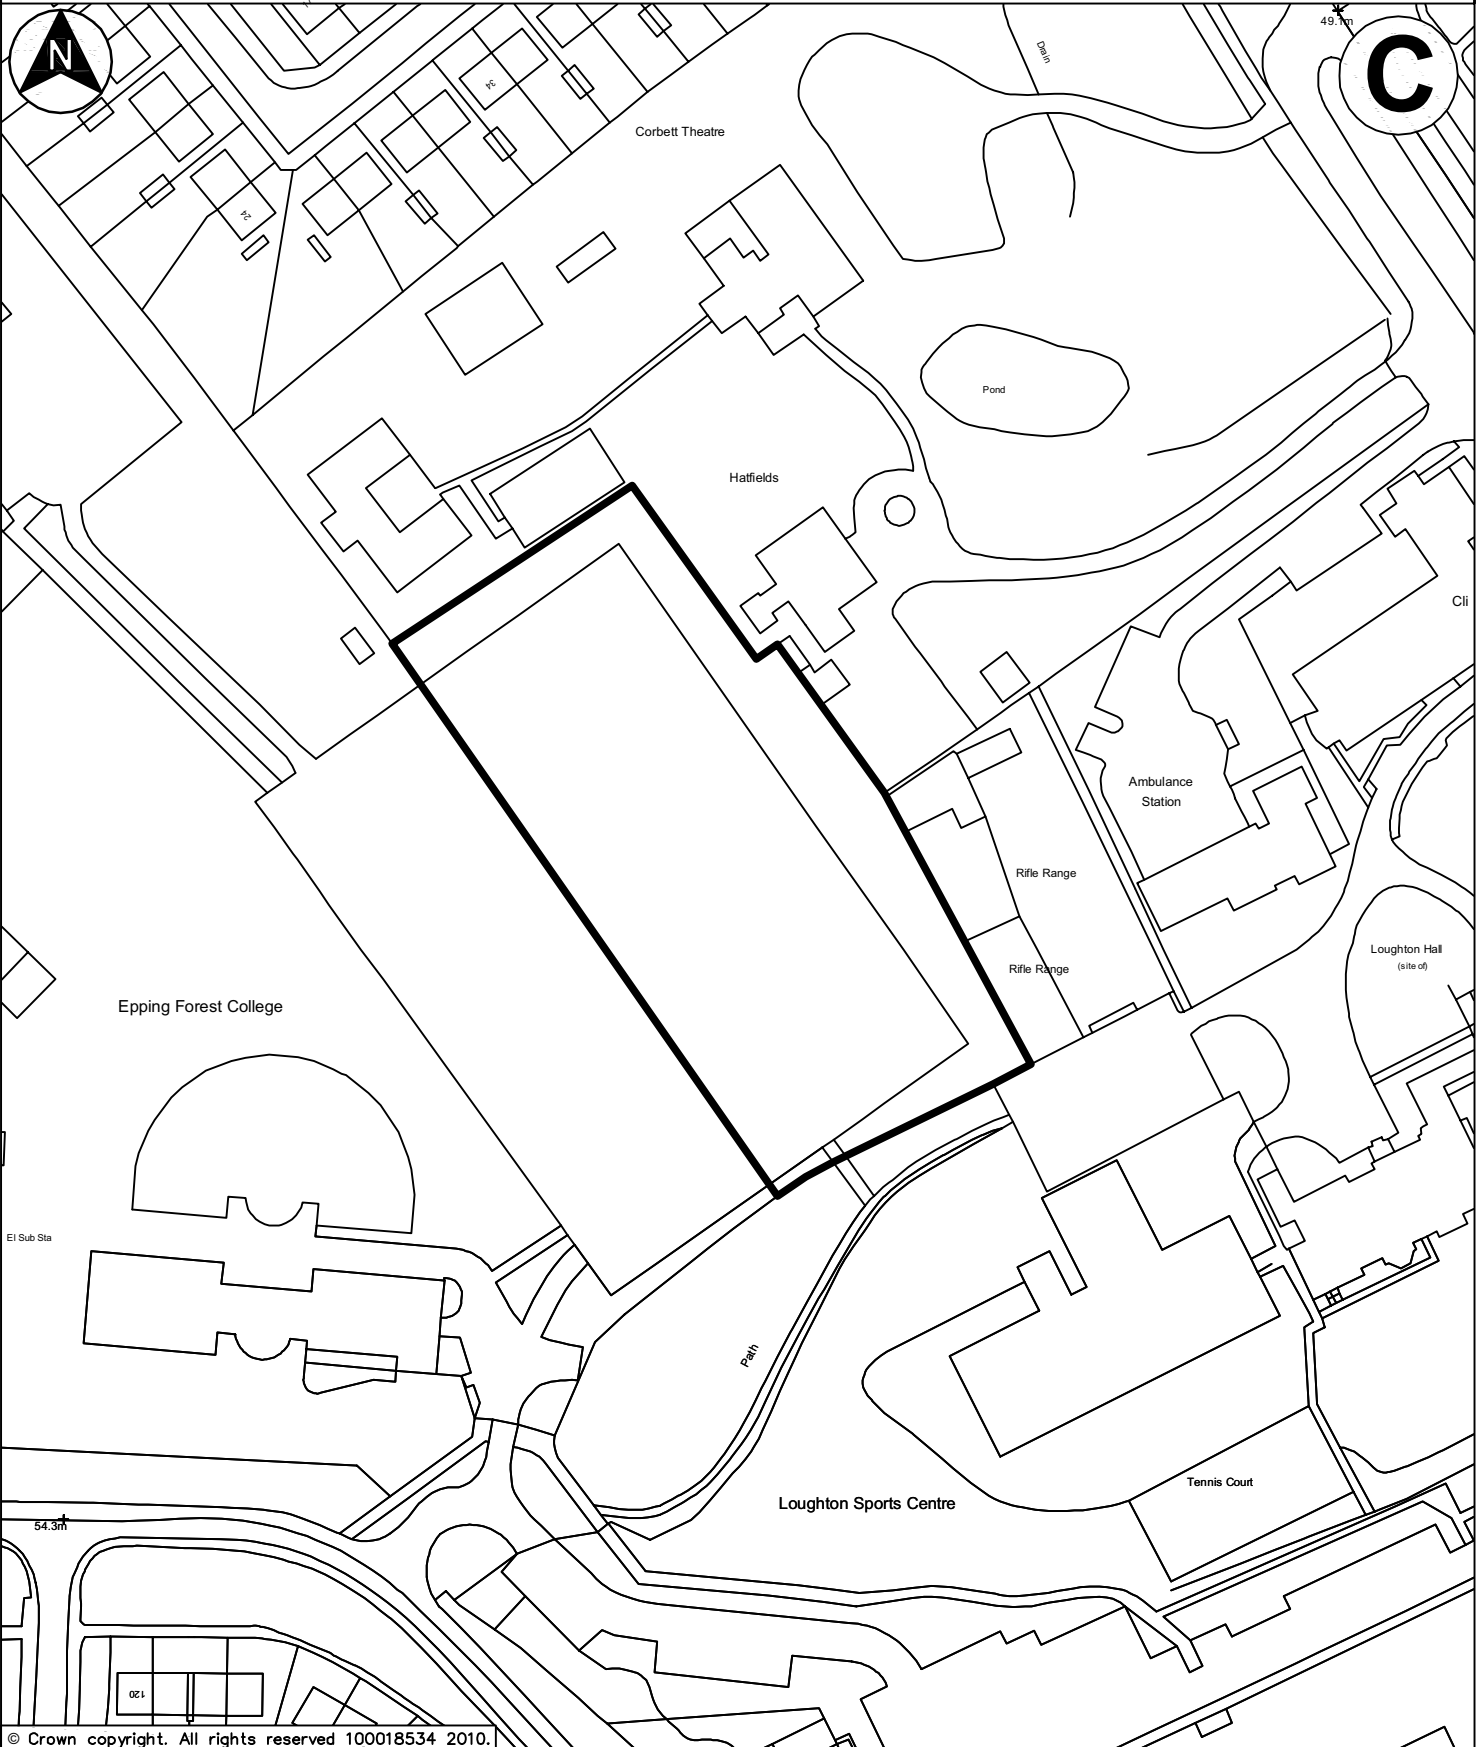 N
C
49.1m
Drain
34
Corbett Theatre
24
Pond
Hatfields
Cli
Ambulance
Station
Rifle Range
Rifle Range
Loughton Hall
(site of)
Epping Forest College
El Sub Sta
Path
Tennis Court
Loughton Sports Centre
54.3m
120
© Crown copyright. All rights reserved 100018534 2010.